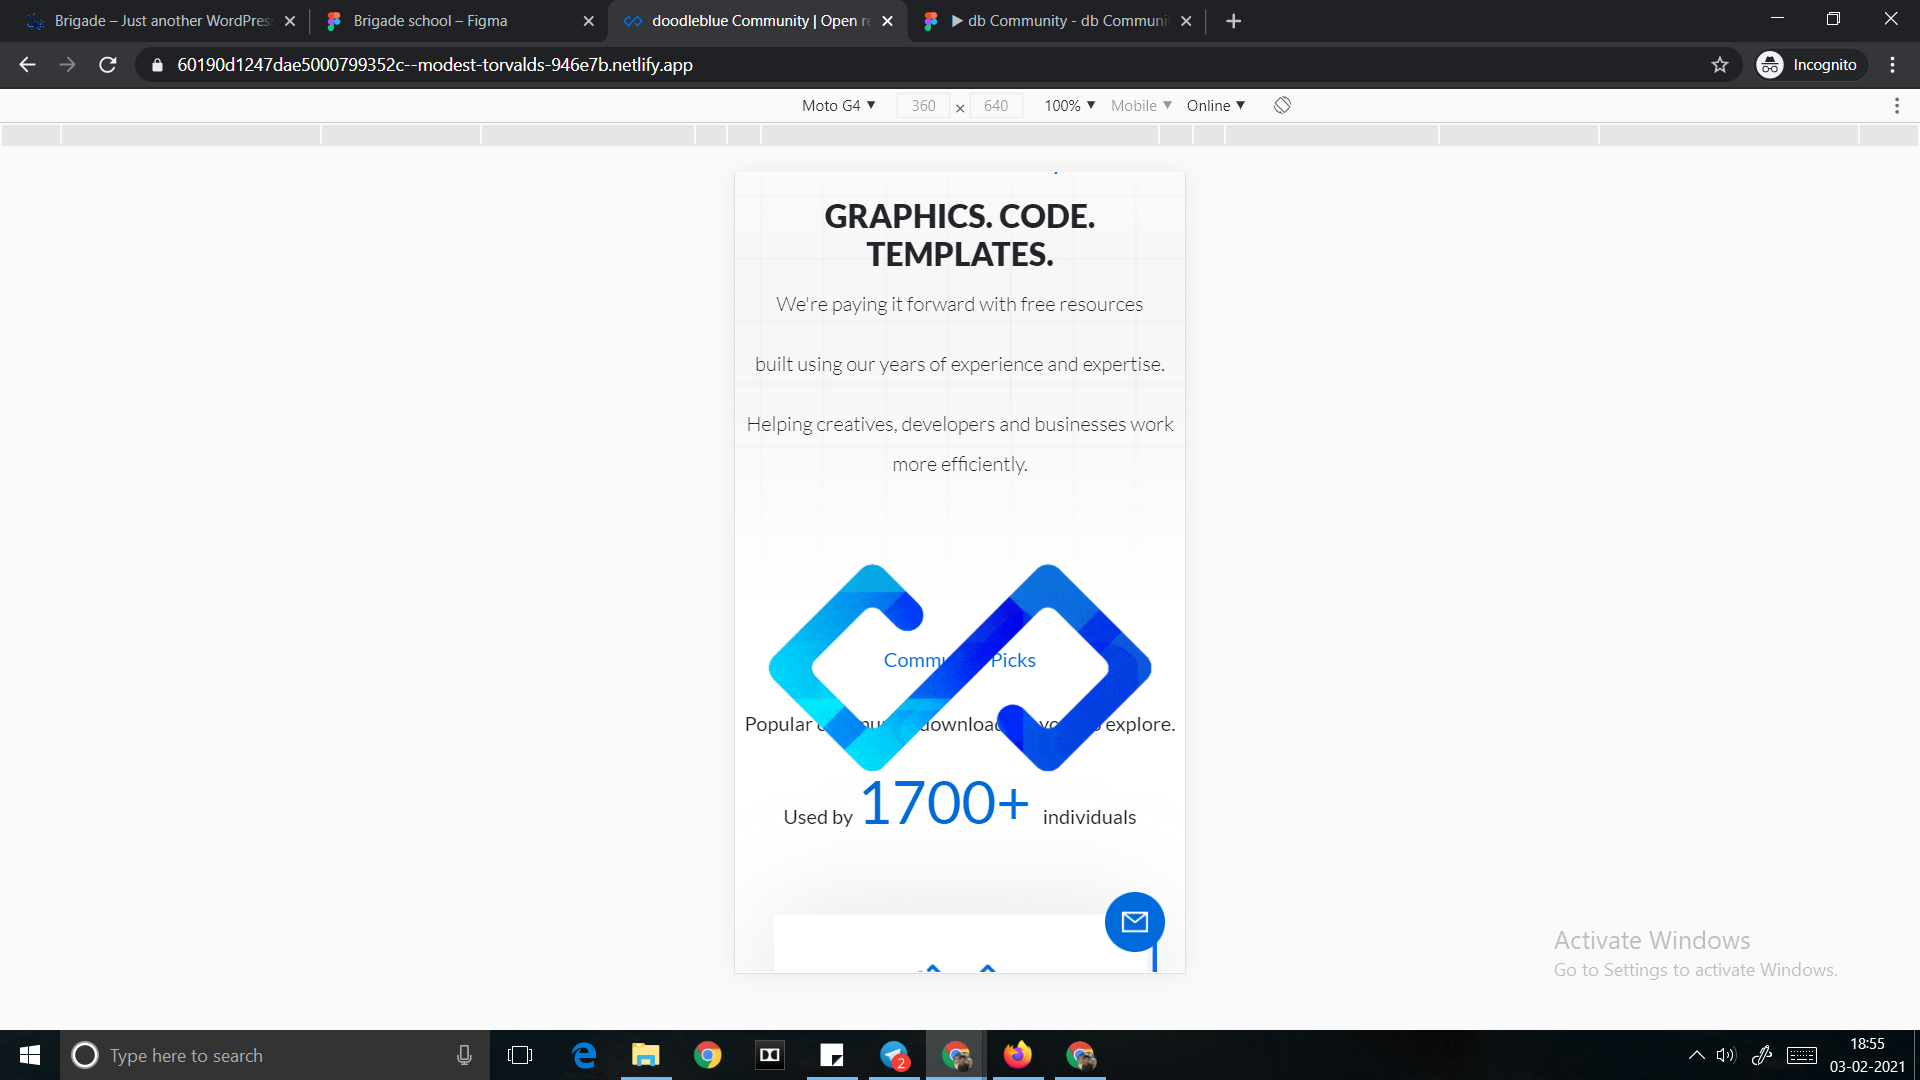 Brigade – Just another WordPres
Brigade school – Figma
doodleblue Community | Open re
▶ db Community - db Communi
60190d1247dae5000799352c--modest-torvalds-946e7b.netlify.app
Incognito
Moto G4 ▼ 360 × 640 100% ▼ Mobile ▼ Online ▼
GRAPHICS. CODE.
TEMPLATES.
We're paying it forward with free resources
built using our years of experience and expertise.
Helping creatives, developers and businesses work
more efficiently.
Commu Picks
Popular download explore.
Used by 1700+ individuals
Activate Windows
Go to Settings to activate Windows.
Type here to search
2
18:55
03-02-2021